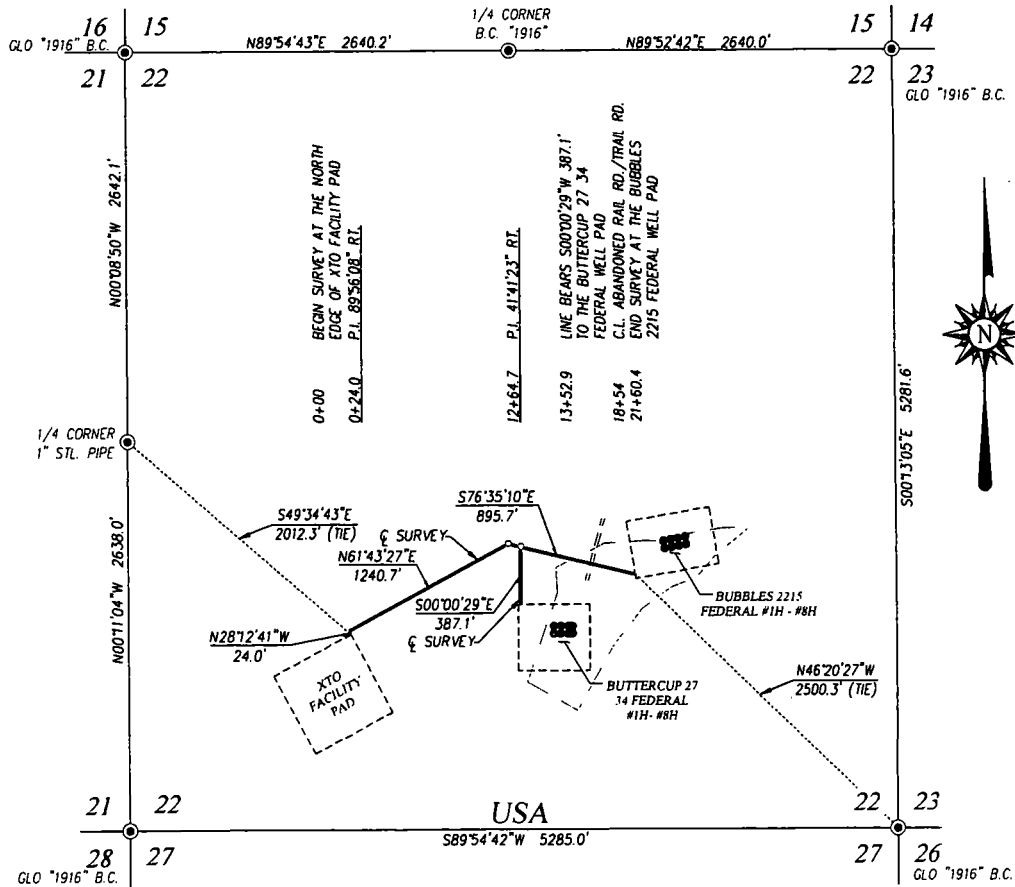 1/4 CORNER
B.C. "1916"
16 15
GLO "1916" B.C.
21 22
N89°54'43"E 2640.2'
N89°52'42"E 2640.0'
15 14
22 23
GLO "1916" B.C.
N00°08'50"W 2642.1'
0+00 BEGIN SURVEY AT THE NORTH
EDGE OF XTO FACILITY PAD
0+24.0 P.I. 89°56'08" RT.
12+64.7 P.I. 41°41'23" RT.
13+52.9 LINE BEARS S00°00'29"W 387.1'
TO THE BUTTERCUP 27 34
FEDERAL WELL PAD
18+54 C.L. ABANDONED RAIL RD./TRAIL RD.
21+60.4 END SURVEY AT THE BUBBLES
2215 FEDERAL WELL PAD
N
S00°13'05"E 5281.6'
1/4 CORNER
1" STL. PIPE
S49°34'43"E
2012.3' (TIE)
℄ SURVEY
N61°43'27"E
1240.7'
S76°35'10"E
895.7'
S00°00'29"E
387.1'
℄ SURVEY
N28°12'41"W
24.0'
XTO
FACILITY
PAD
BUBBLES 2215
FEDERAL #1H - #8H
BUTTERCUP 27
34 FEDERAL
#1H- #8H
N46°20'27"W
2500.3' (TIE)
N00°11'04"W 2638.0'
USA
S89°54'42"W 5285.0'
21 22
28 27
GLO "1916" B.C.
22 23
27 26
GLO "1916" B.C.